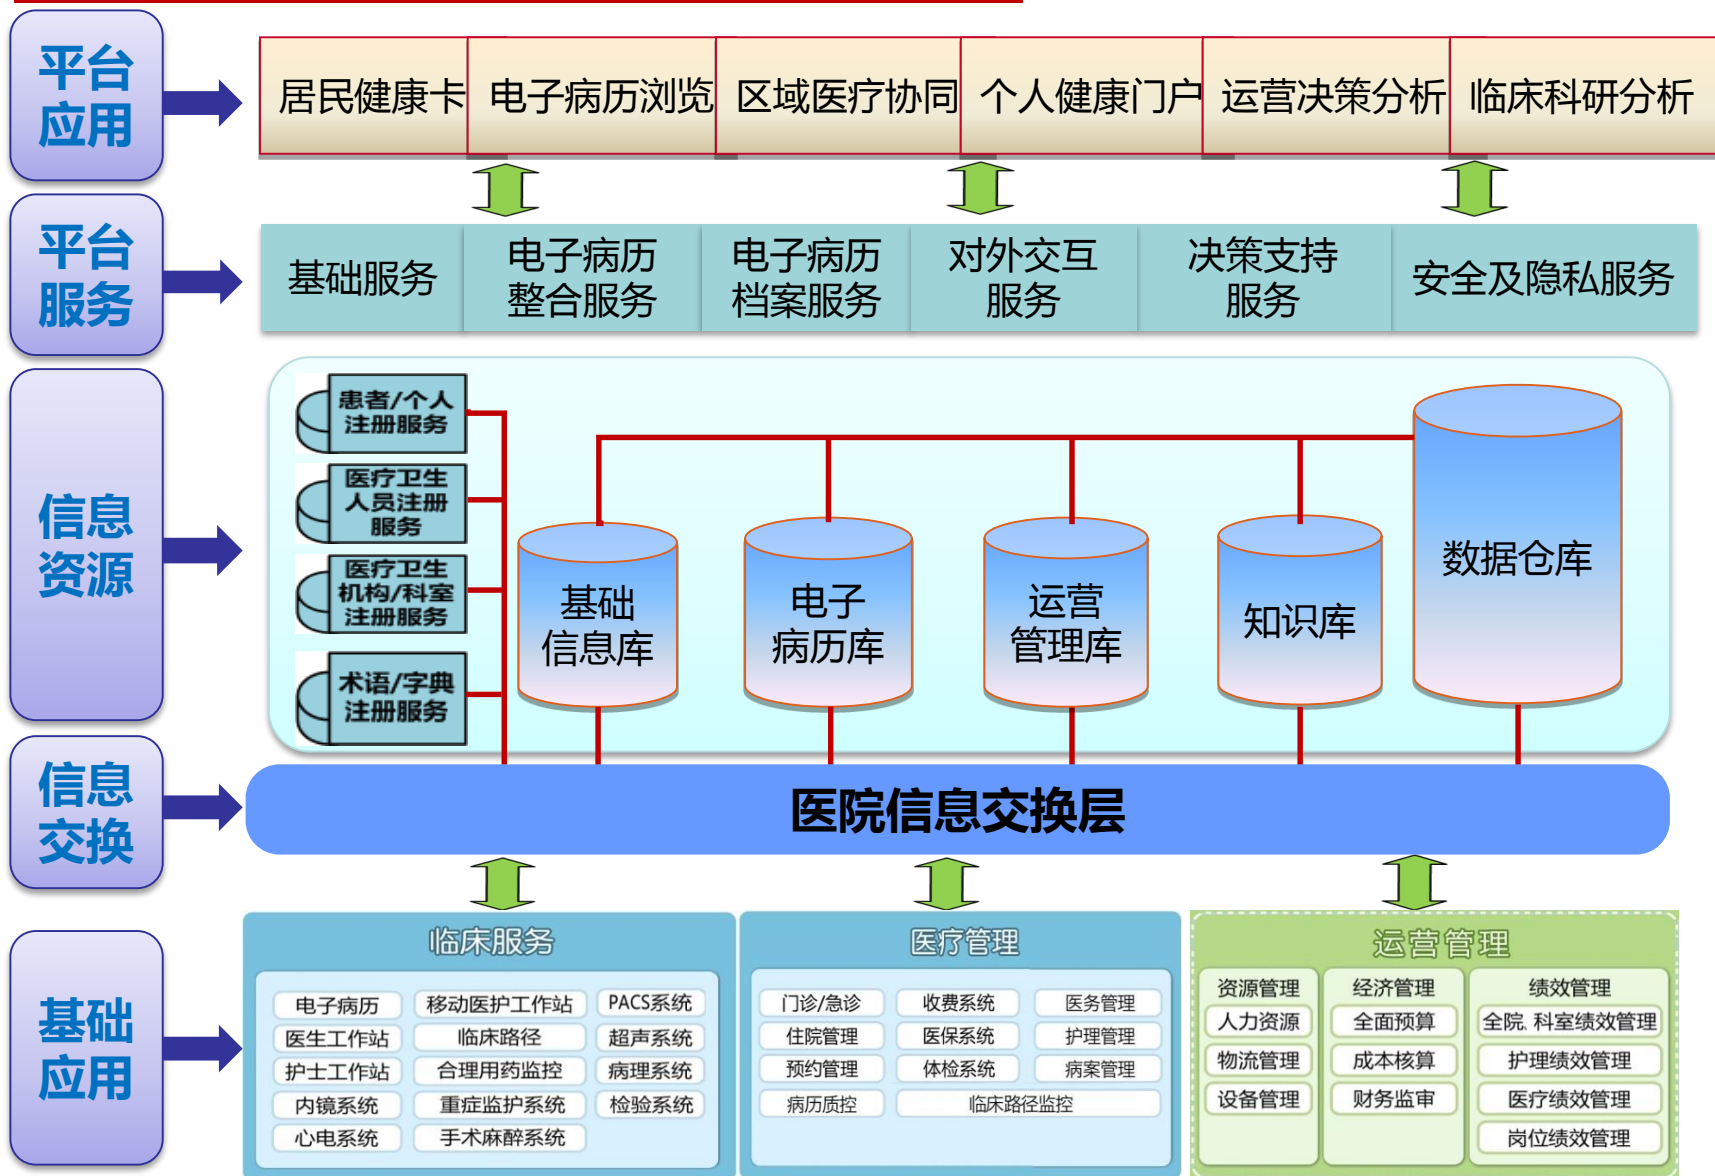 平台
应用
居民健康卡
电子病历浏览
区域医疗协同
个人健康门户
运营决策分析
临床科研分析
平台
服务
基础服务
电子病历
整合服务
电子病历
档案服务
对外交互
服务
决策支持
服务
安全及隐私服务
信息
资源
患者/个人
注册服务
医疗卫生
人员注册
服务
医疗卫生
机构/科室
注册服务
术语/字典
注册服务
基础
信息库
电子
病历库
运营
管理库
知识库
数据仓库
信息
交换
医院信息交换层
基础
应用
临床服务
电子病历
移动医护工作站
PACS系统
医生工作站
临床路径
超声系统
护士工作站
合理用药监控
病理系统
内镜系统
重症监护系统
检验系统
心电系统
手术麻醉系统
医疗管理
门诊/急诊
收费系统
医务管理
住院管理
医保系统
护理管理
预约管理
体检系统
病案管理
病历质控
临床路径监控
运营管理
资源管理
人力资源
物流管理
设备管理
经济管理
全面预算
成本核算
财务监审
绩效管理
全院、科室绩效管理
护理绩效管理
医疗绩效管理
岗位绩效管理